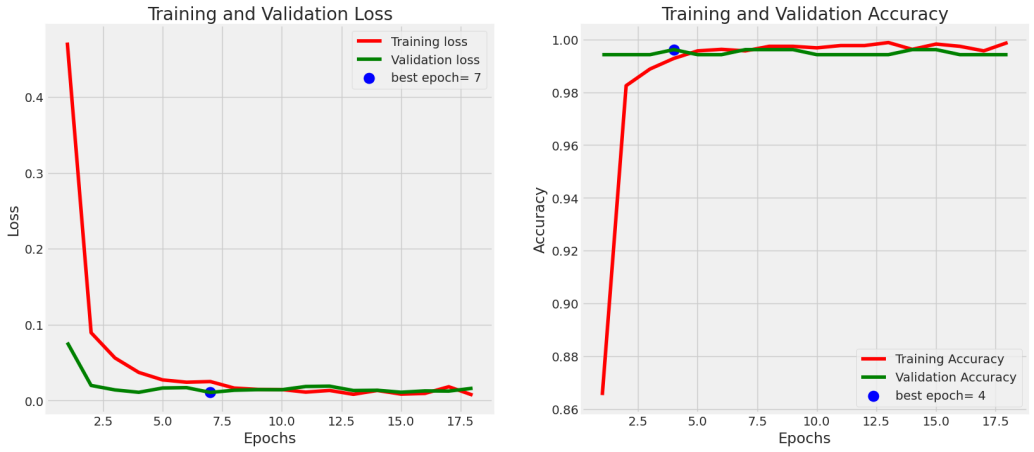 Training and Validation Loss
Training loss
Validation loss
best epoch= 7
0.4
0.3
0.2
0.1
0.0
Loss
2.5 5.0 7.5 10.0 12.5 15.0 17.5
Epochs
Training and Validation Accuracy
1.00
0.98
0.96
0.94
0.92
0.90
0.88
0.86
Accuracy
Training Accuracy
Validation Accuracy
best epoch= 4
2.5 5.0 7.5 10.0 12.5 15.0 17.5
Epochs